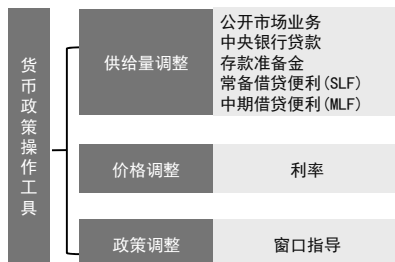 货币政策操作工具
供给量调整
公开市场业务
中央银行贷款
存款准备金
常备借贷便利(SLF)
中期借贷便利(MLF)
价格调整
利率
政策调整
窗口指导